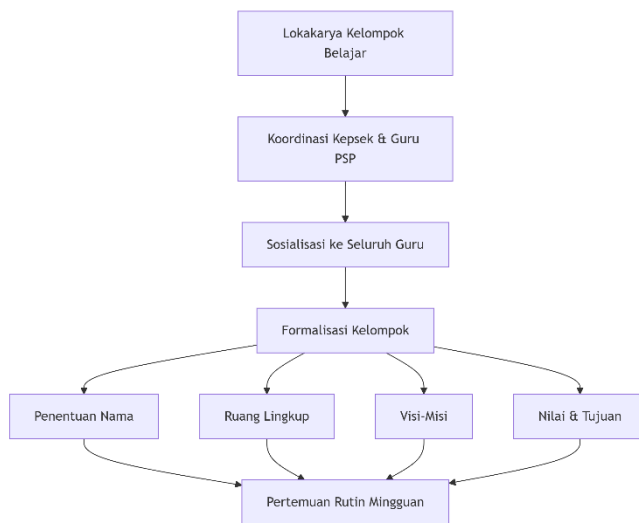 Lokakarya Kelompok
Belajar
Koordinasi Kepsek & Guru
PSP
Sosialisasi ke Seluruh Guru
Formalisasi Kelompok
Penentuan Nama
Ruang Lingkup
Visi-Misi
Nilai & Tujuan
Pertemuan Rutin Mingguan